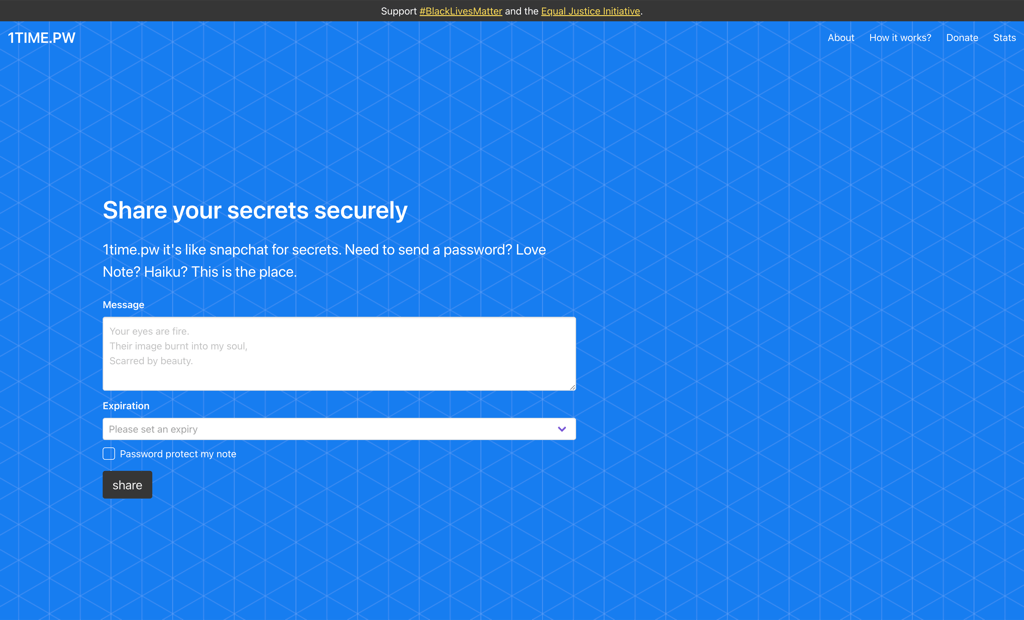 Support #BlackLivesMatter and the Equal Justice Initiative.
1TIME.PW
About How it works? Donate Stats
Share your secrets securely
1time.pw it's like snapchat for secrets. Need to send a password? Love
Note? Haiku? This is the place.
Message
Your eyes are fire.
Their image burnt into my soul,
Scarred by beauty.
Expiration
Please set an expiry
Password protect my note
share